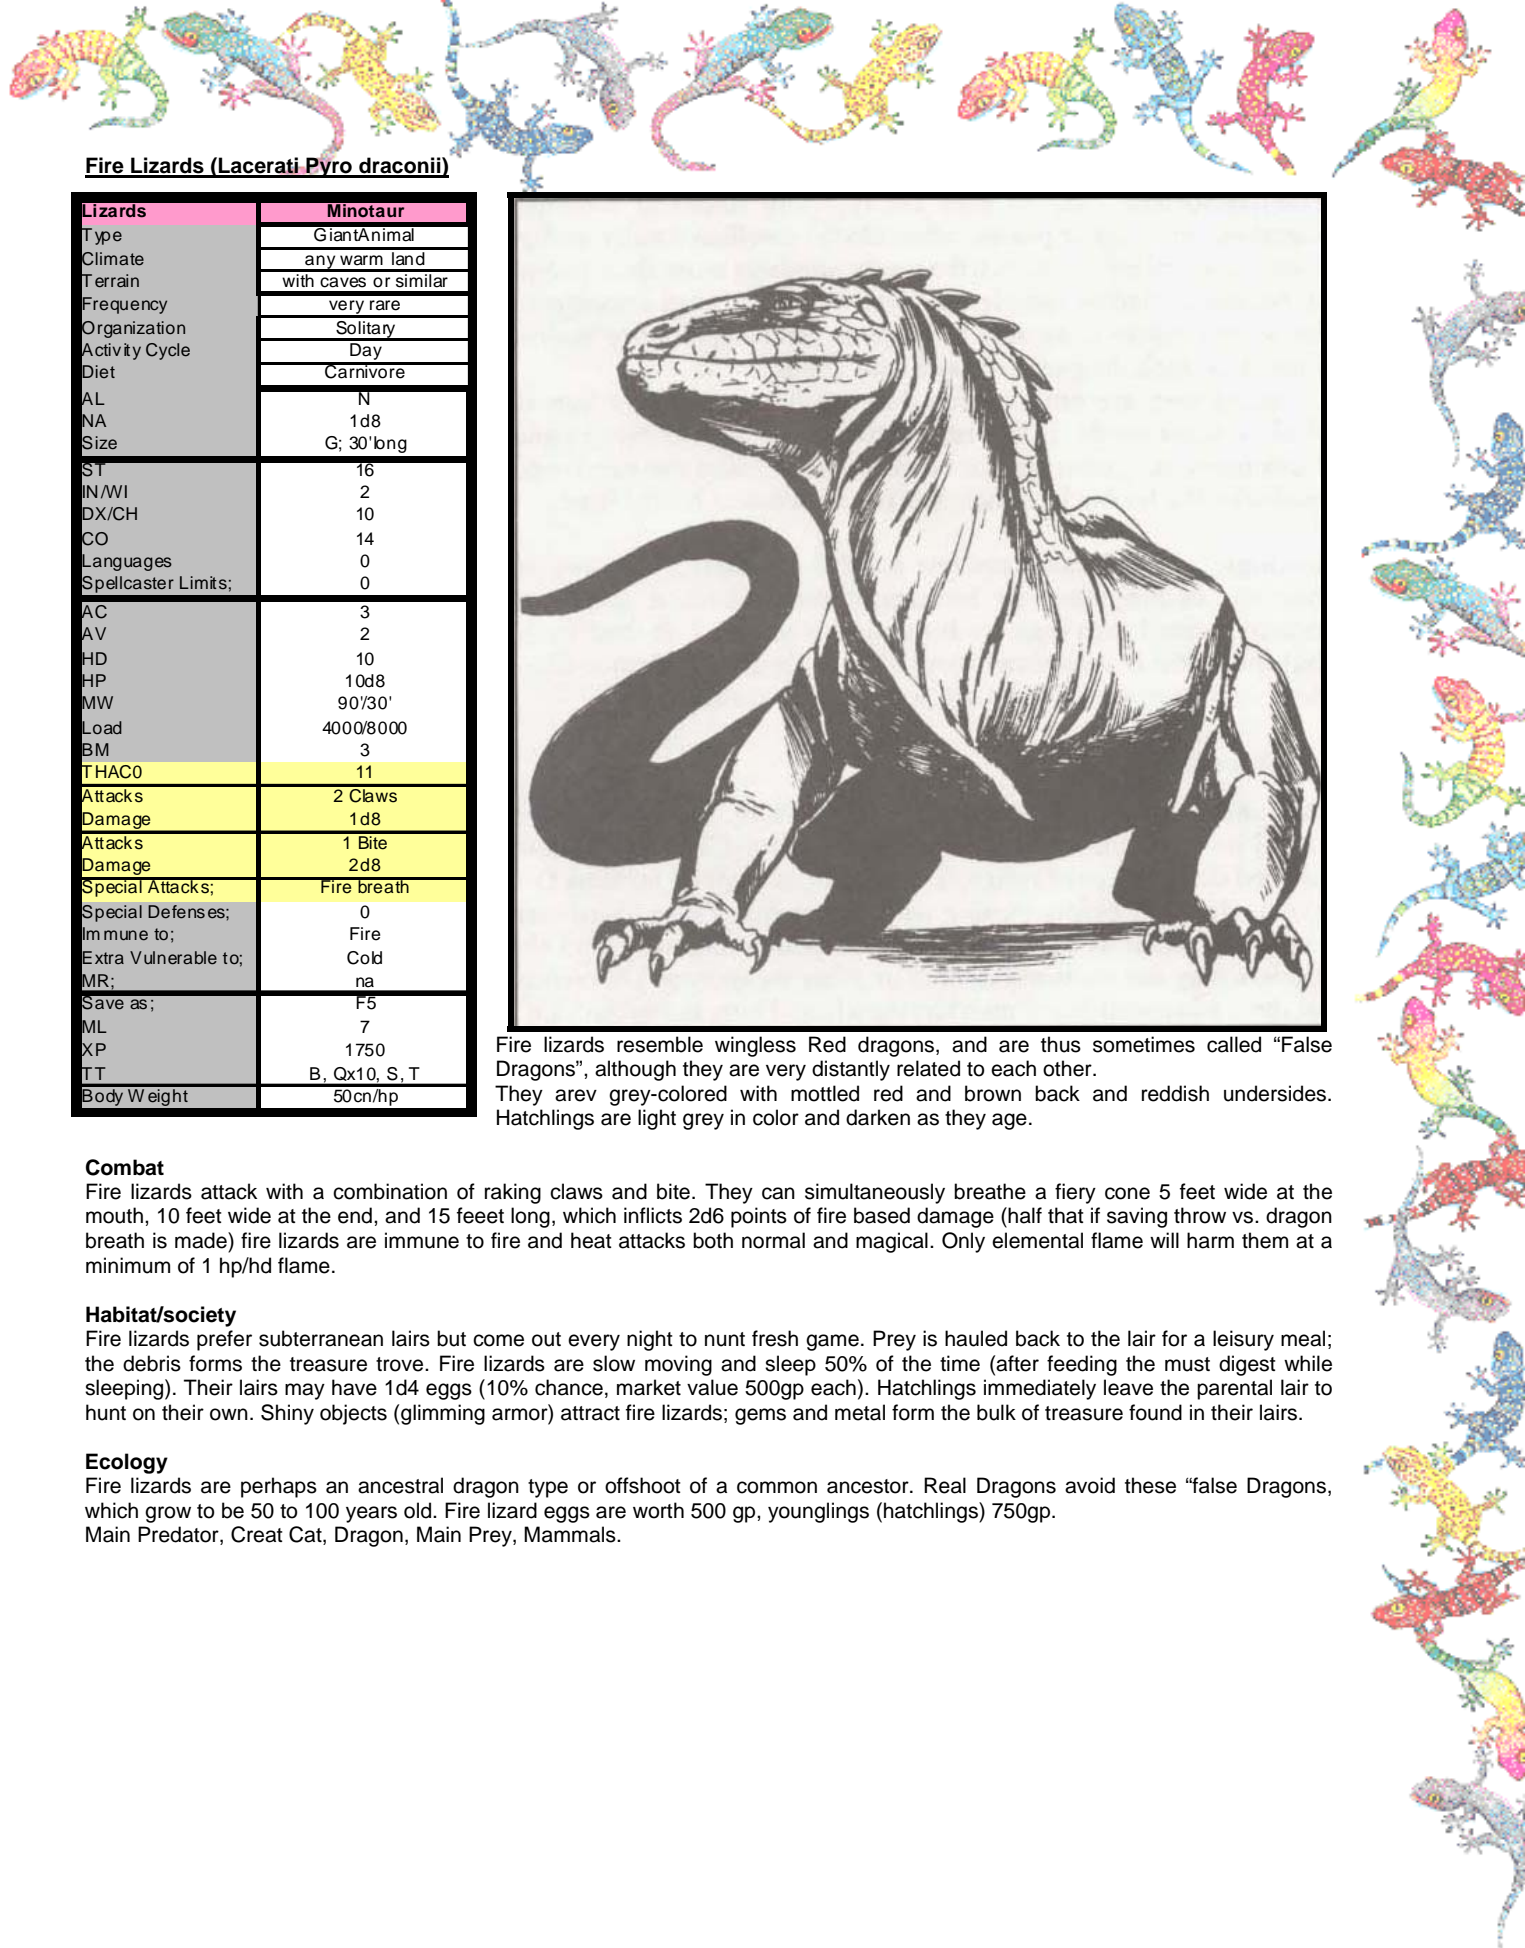 Fire Lizards (Lacerati Pyro draconii)
Lizards Minotaur
Type GiantAnimal
Climate any warm land
Terrain with caves or similar
Frequency very rare
Organization Solitary
Activity Cycle Day
Diet Carnivore
AL N
NA 1d8
Size G; 30'long
ST 16
IN/WI 2
DX/CH 10
CO 14
Languages 0
Spellcaster Limits; 0
AC 3
AV 2
HD 10
HP 10d8
MW 90'/30'
Load 4000/8000
BM 3
THAC0 11
Attacks 2 Claws
Damage 1d8
Attacks 1 Bite
Damage 2d8
Special Attacks; Fire breath
Special Defenses; 0
Immune to; Fire
Extra Vulnerable to; Cold
MR; na
Save as; F5
ML 7
XP 1750
TT B, Qx10, S, T
Body Weight 50cn/hp
Fire lizards resemble wingless Red dragons, and are thus sometimes called “False
Dragons”, although they are very distantly related to each other.
They arev grey-colored with mottled red and brown back and reddish undersides.
Hatchlings are light grey in color and darken as they age.
Combat
Fire lizards attack with a combination of raking claws and bite. They can simultaneously breathe a fiery cone 5 feet wide at the
mouth, 10 feet wide at the end, and 15 feeet long, which inflicts 2d6 points of fire based damage (half that if saving throw vs. dragon
breath is made) fire lizards are immune to fire and heat attacks both normal and magical. Only elemental flame will harm them at a
minimum of 1 hp/hd flame.
Habitat/society
Fire lizards prefer subterranean lairs but come out every night to nunt fresh game. Prey is hauled back to the lair for a leisury meal;
the debris forms the treasure trove. Fire lizards are slow moving and sleep 50% of the time (after feeding the must digest while
sleeping). Their lairs may have 1d4 eggs (10% chance, market value 500gp each). Hatchlings immediately leave the parental lair to
hunt on their own. Shiny objects (glimming armor) attract fire lizards; gems and metal form the bulk of treasure found in their lairs.
Ecology
Fire lizards are perhaps an ancestral dragon type or offshoot of a common ancestor. Real Dragons avoid these “false Dragons,
which grow to be 50 to 100 years old. Fire lizard eggs are worth 500 gp, younglings (hatchlings) 750gp.
Main Predator, Creat Cat, Dragon, Main Prey, Mammals.